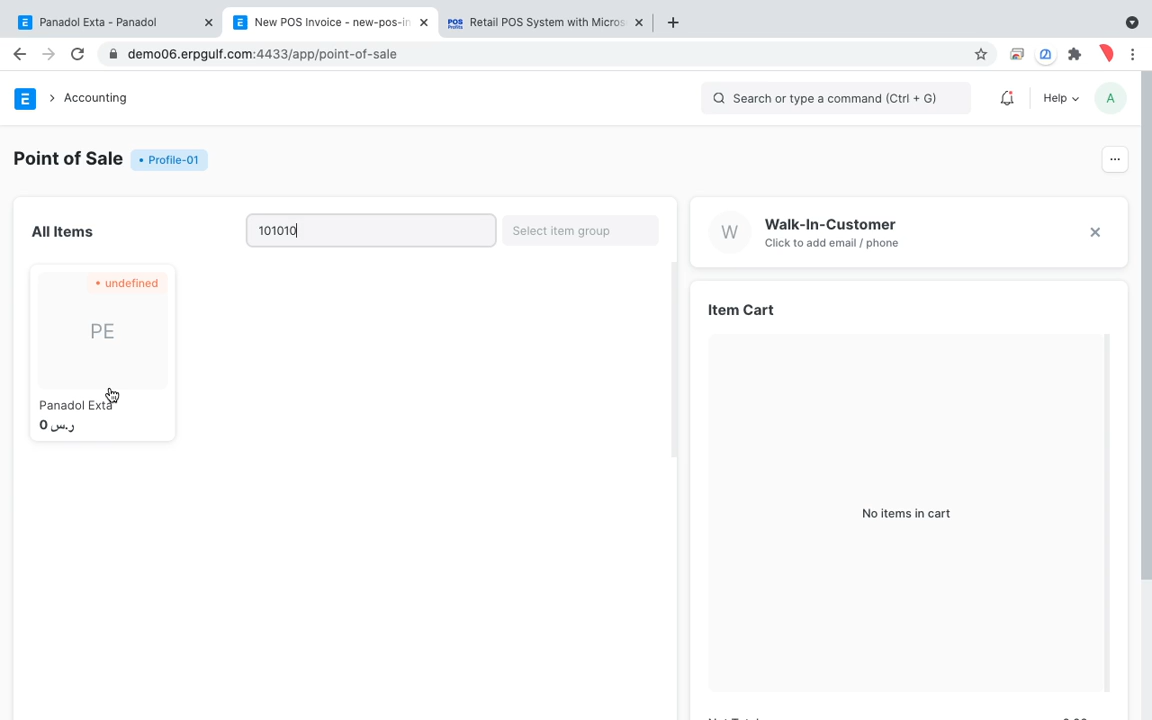 Panadol Exta - Panadol
New POS Invoice - new-pos-in
POS Retail POS System with Micros
demo06.erpgulf.com:4433/app/point-of-sale
E Accounting
Search or type a command (Ctrl + G)
Help
A
Point of Sale
• Profile-01
All Items
101010
Select item group
• undefined
PE
Panadol Exta
0 ر.س
W
Walk-In-Customer
Click to add email / phone
Item Cart
No items in cart